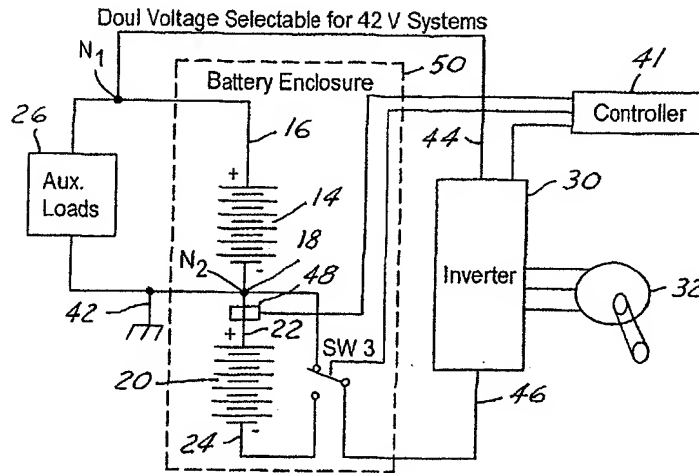 Doul Voltage Selectable for 42 V Systems
N1
50
Battery Enclosure
41
Controller
26
16
44
30
Aux.
Loads
+
14
-
18
N2
48
Inverter
32
42
22
+
SW 3
20
24
-
46